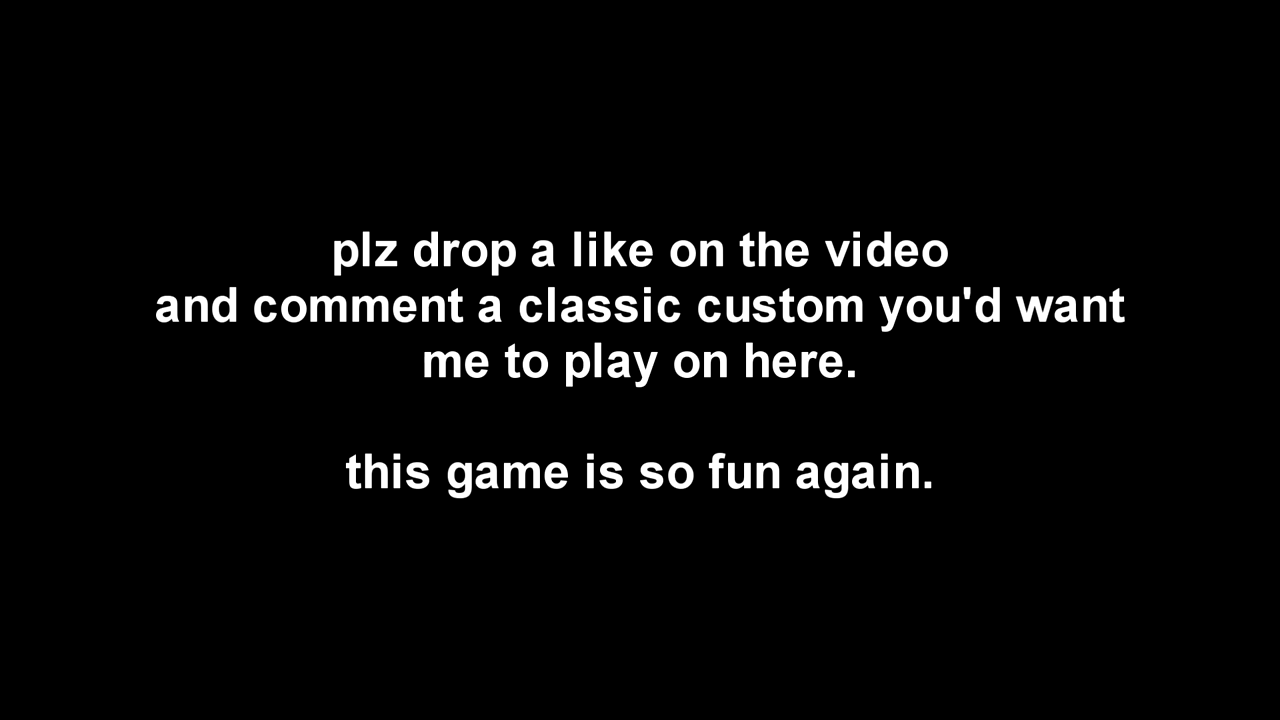 plz drop a like on the video
and comment a classic custom you'd want
me to play on here.
this game is so fun again.